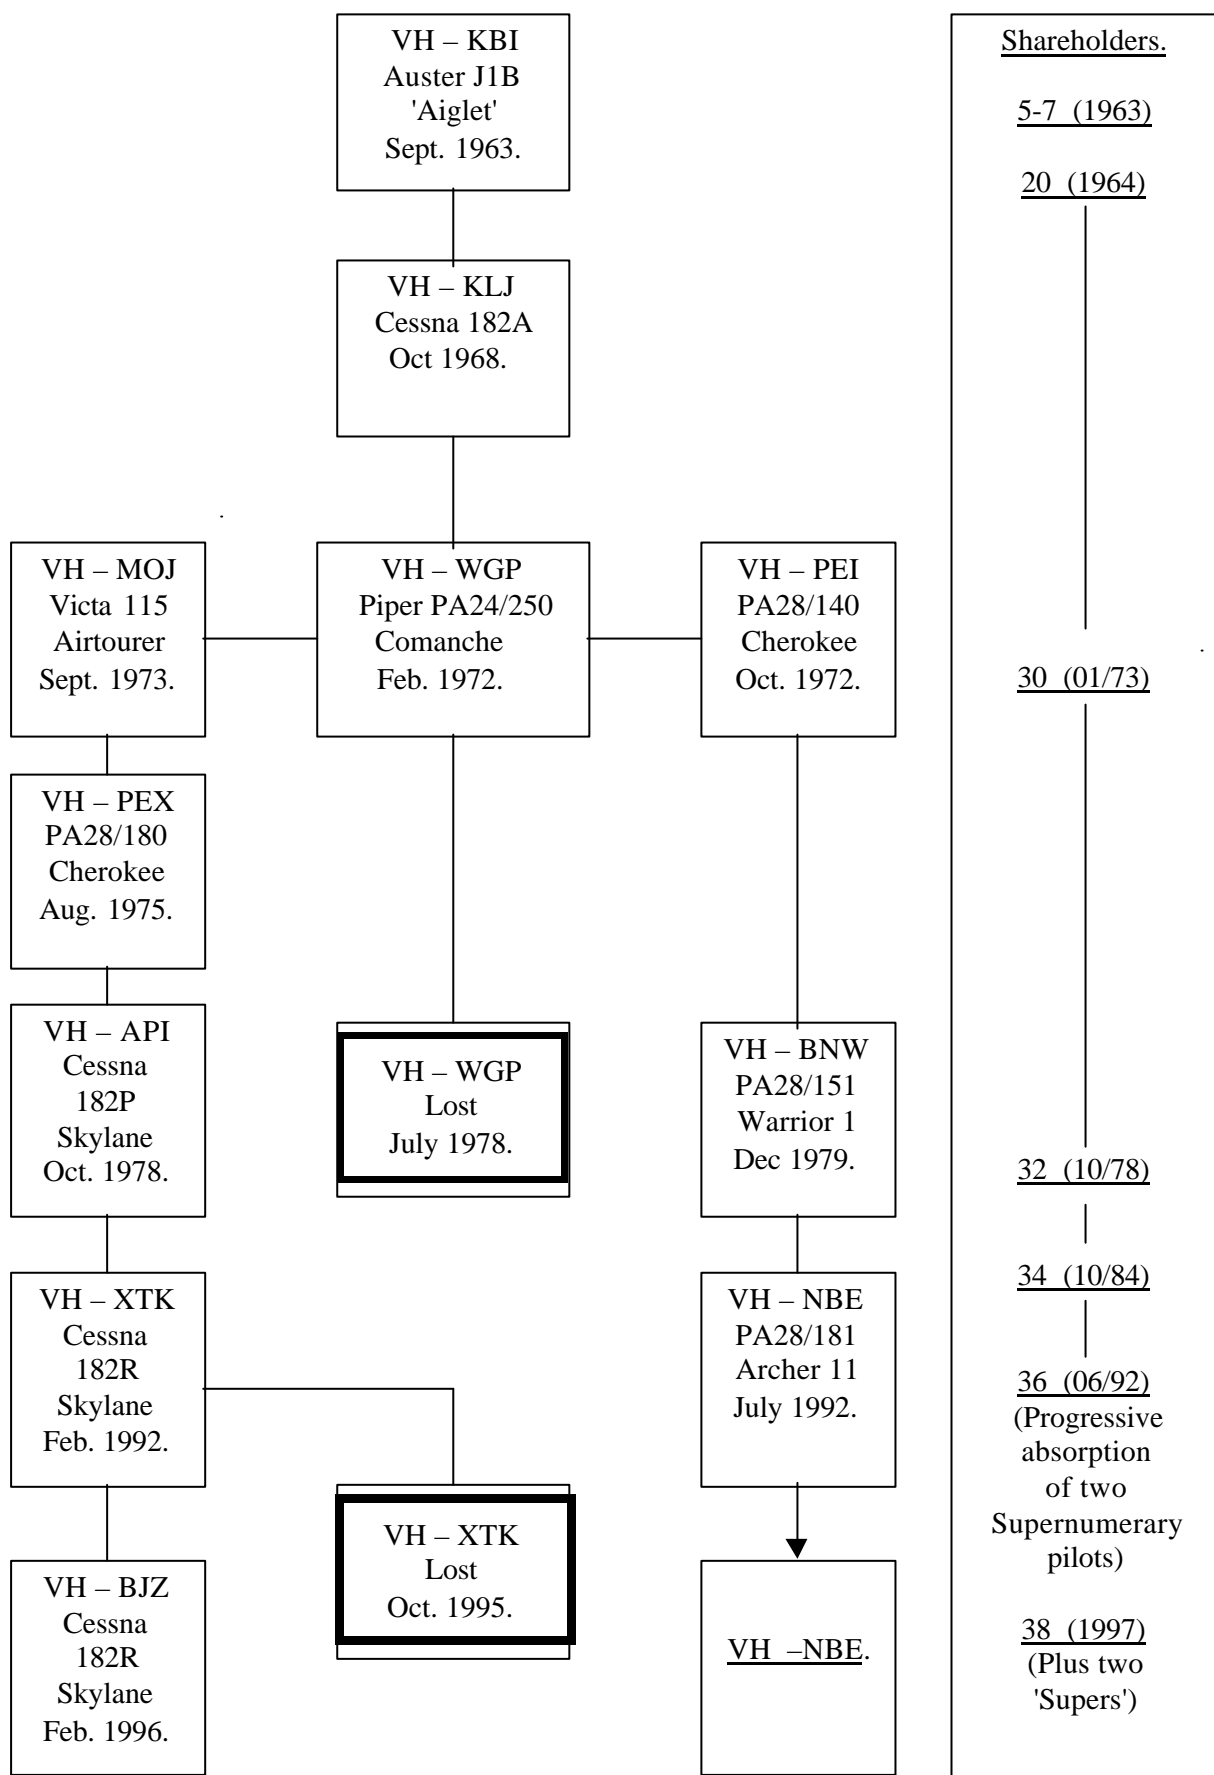 VH – KBI
Auster J1B
'Aiglet'
Sept. 1963.
VH – KLJ
Cessna 182A
Oct 1968.
VH – MOJ
Victa 115
Airtourer
Sept. 1973.
VH – WGP
Piper PA24/250
Comanche
Feb. 1972.
VH – PEI
PA28/140
Cherokee
Oct. 1972.
VH – PEX
PA28/180
Cherokee
Aug. 1975.
VH – API
Cessna
182P
Skylane
Oct. 1978.
VH – WGP
Lost
July 1978.
VH – BNW
PA28/151
Warrior 1
Dec 1979.
VH – XTK
Cessna
182R
Skylane
Feb. 1992.
VH – NBE
PA28/181
Archer 11
July 1992.
VH – XTK
Lost
Oct. 1995.
VH – BJZ
Cessna
182R
Skylane
Feb. 1996.
VH –NBE.
Shareholders.
5-7 (1963)
20 (1964)
30 (01/73)
32 (10/78)
34 (10/84)
36 (06/92)
(Progressive
absorption
of two
Supernumerary
pilots)
38 (1997)
(Plus two
'Supers')